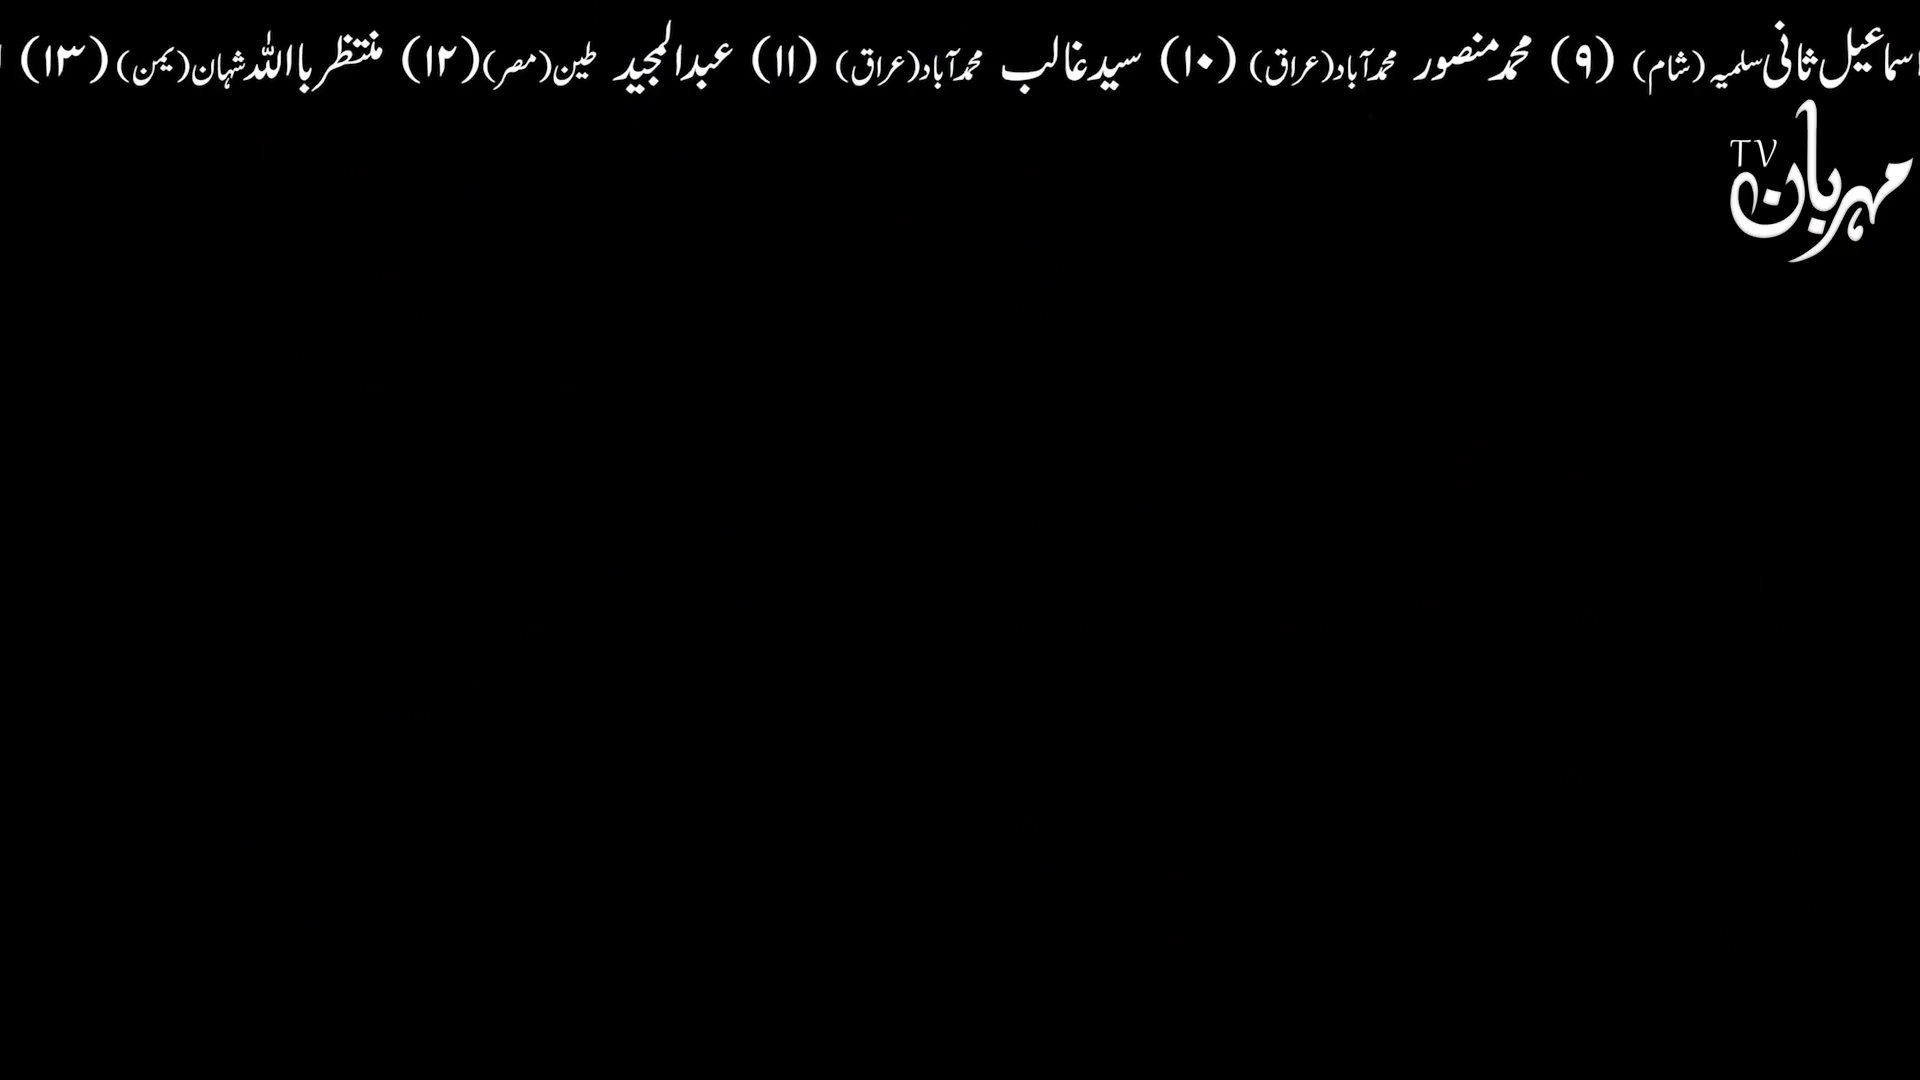 سماعیل ثانی سلمیہ (شام) (۹) محمد منصور محمد آباد (عراق) (۱۰) سید غالب محمد آباد (عراق) (۱۱) عبدالمجید طین (مصر) (۱۲) منتظر باللہ شہان (یمن) (۱۳)
TV
مہربان